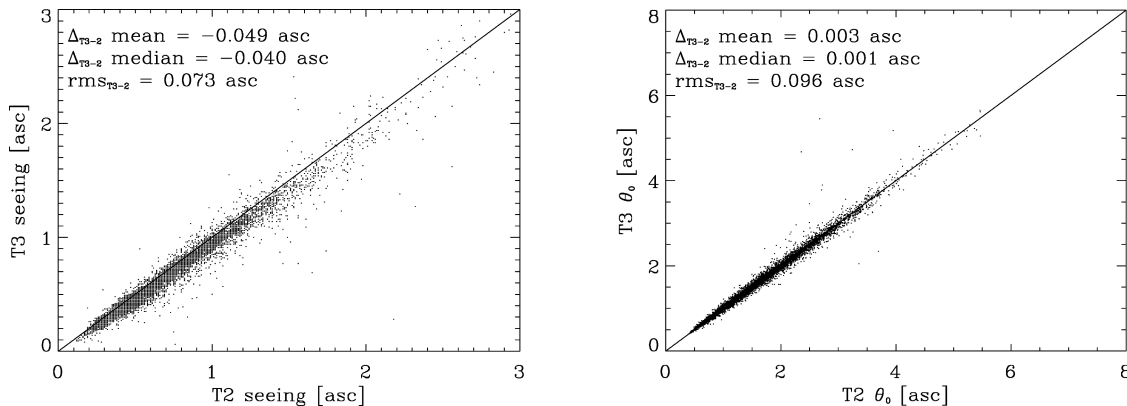 Δ_T3-2 mean = -0.049 asc
Δ_T3-2 median = -0.040 asc
rms_T3-2 = 0.073 asc
3
2
1
0
T3 seeing [asc]
0 1 2 3
T2 seeing [asc]
Δ_T3-2 mean = 0.003 asc
Δ_T3-2 median = 0.001 asc
rms_T3-2 = 0.096 asc
8
6
4
2
0
T3 θ₀ [asc]
0 2 4 6 8
T2 θ₀ [asc]